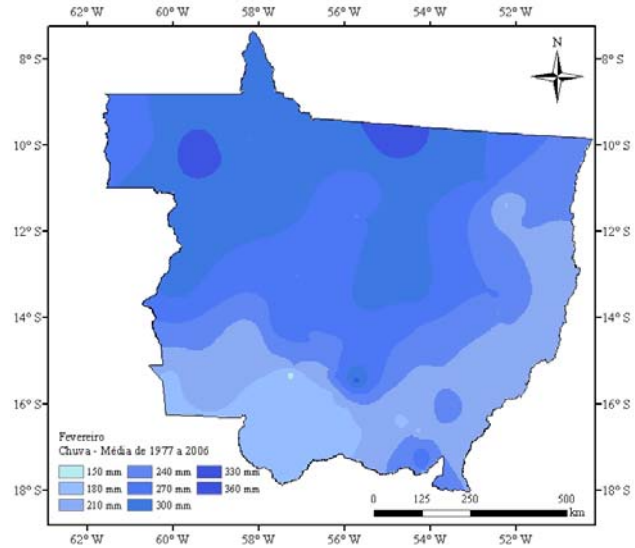 62° W 60° W 58° W 56° W 54° W 52° W
N
8° S 8° S
10° S 10° S
12° S 12° S
14° S 14° S
16° S 16° S
18° S 18° S
Fevereiro
Chuva - Média de 1977 a 2006
150 mm 240 mm 330 mm
180 mm 270 mm 360 mm
210 mm 300 mm
0 125 250 500
km
62° W 60° W 58° W 56° W 54° W 52° W